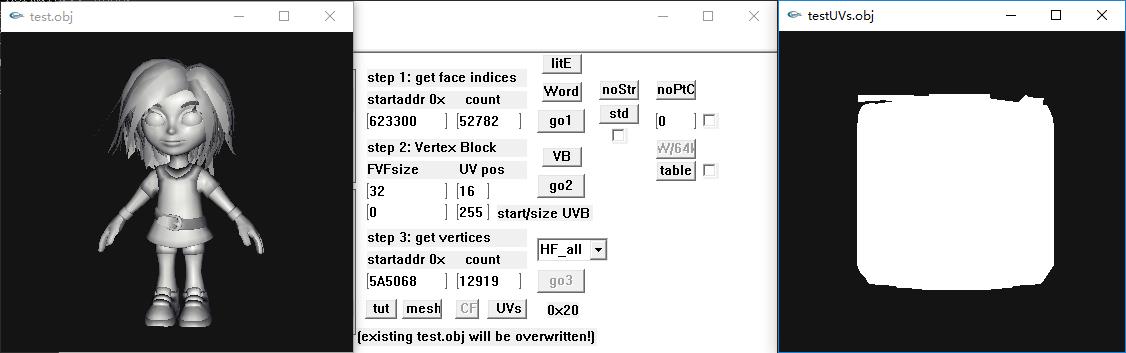 test.obj
litE
step 1: get face indices
startaddr 0x count
Word
noStr
noPtC
623300
52782
go1
std
0
step 2: Vertex Block
VB
FVFsize UV pos
table
32
16
go2
0
255
start/size UVB
step 3: get vertices
startaddr 0x count
HF_all
5A5068
12919
go3
tut
mesh
CF
UVs
0x20
(existing test.obj will be overwritten!)
testUVs.obj